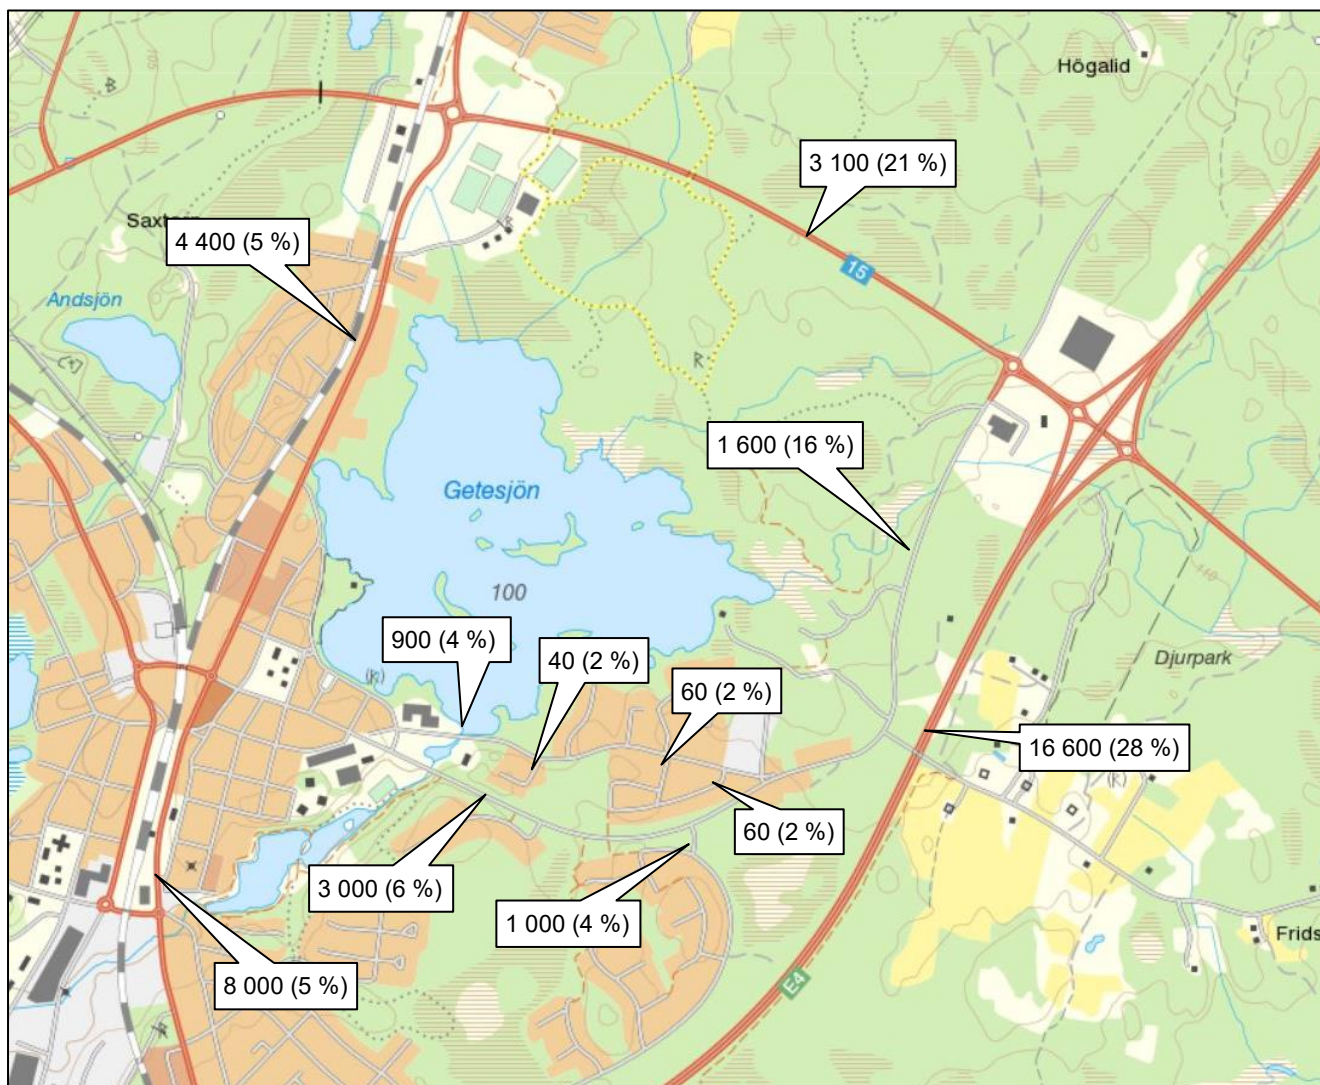 Högalid
3 100 (21 %)
Saxtorp
4 400 (5 %)
15
Andsjön
1 600 (16 %)
Getesjön
100
110
900 (4 %)
40 (2 %)
Djurpark
(k)
60 (2 %)
16 600 (28 %)
(k)
60 (2 %)
3 000 (6 %)
1 000 (4 %)
Frids
8 000 (5 %)
E4